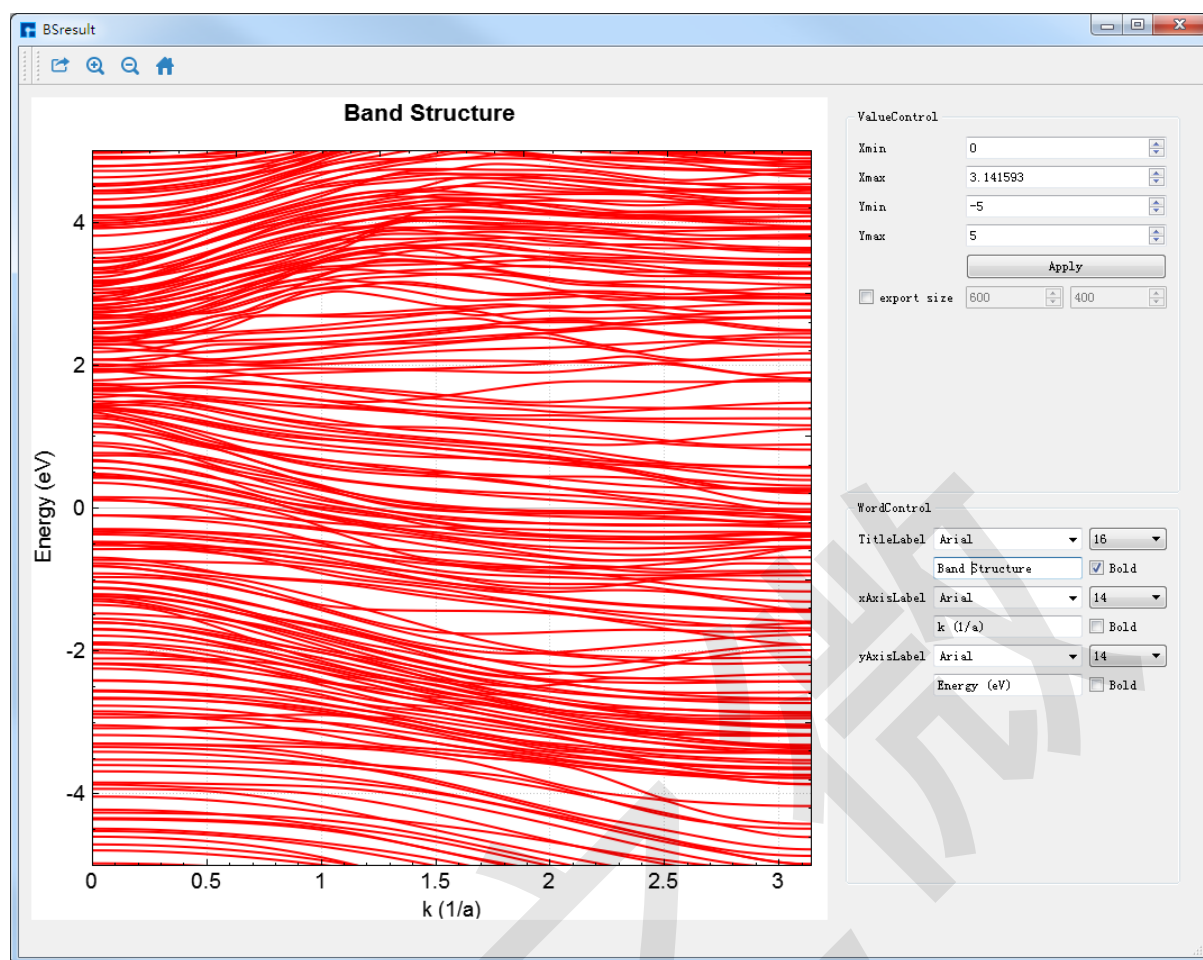 BSresult
Band Structure
4
2
0
-2
-4
Energy (eV)
0 0.5 1 1.5 2 2.5 3
k (1/a)
ValueControl
Xmin 0
Xmax 3.141593
Ymin -5
Ymax 5
Apply
export size 600 400
WordControl
TitleLabel Arial 16
Band Structure Bold
xAxisLabel Arial 14
k (1/a) Bold
yAxisLabel Arial 14
Energy (eV) Bold
微